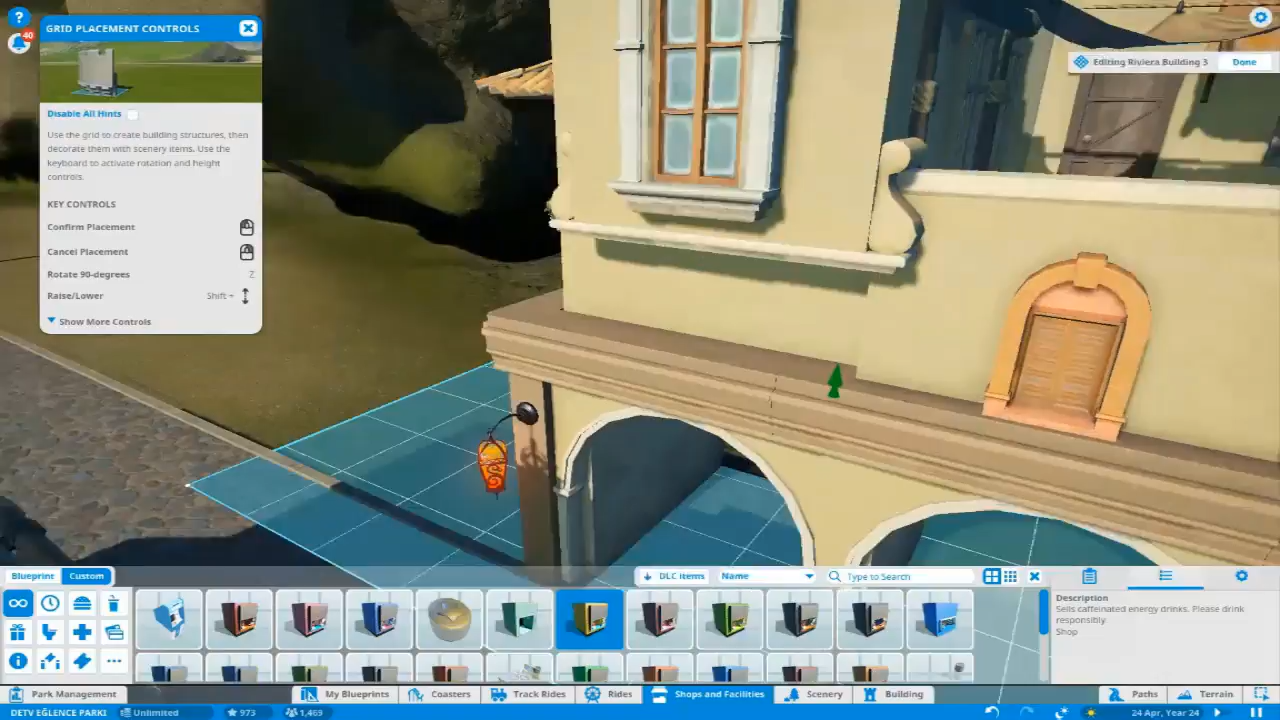 ?
40
GRID PLACEMENT CONTROLS
Editing Riviera Building 3
Done
Disable All Hints
Use the grid to create building structures, then
decorate them with scenery items. Use the
keyboard to activate rotation and height
controls.
KEY CONTROLS
Confirm Placement
Cancel Placement
Rotate 90-degrees Z
Raise/Lower Shift +
Show More Controls
Blueprint Custom
DLC Items
Name
Type to Search
Description
Sells caffeinated energy drinks. Please drink
responsibly.
Shop
Park Management
My Blueprints
Coasters
Track Rides
Rides
Shops and Facilities
Scenery
Building
Paths
Terrain
DETV EĞLENCE PARKI
Unlimited
973
1,469
24 Apr, Year 24